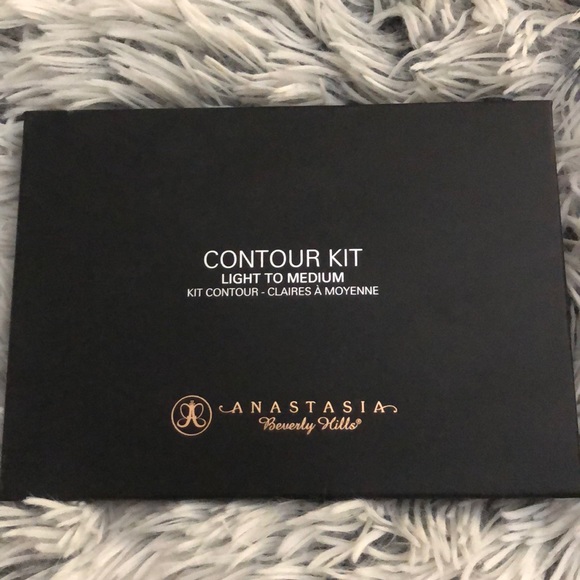 CONTOUR KIT
LIGHT TO MEDIUM
KIT CONTOUR - CLAIRES À MOYENNE
ANASTASIA
Beverly Hills®